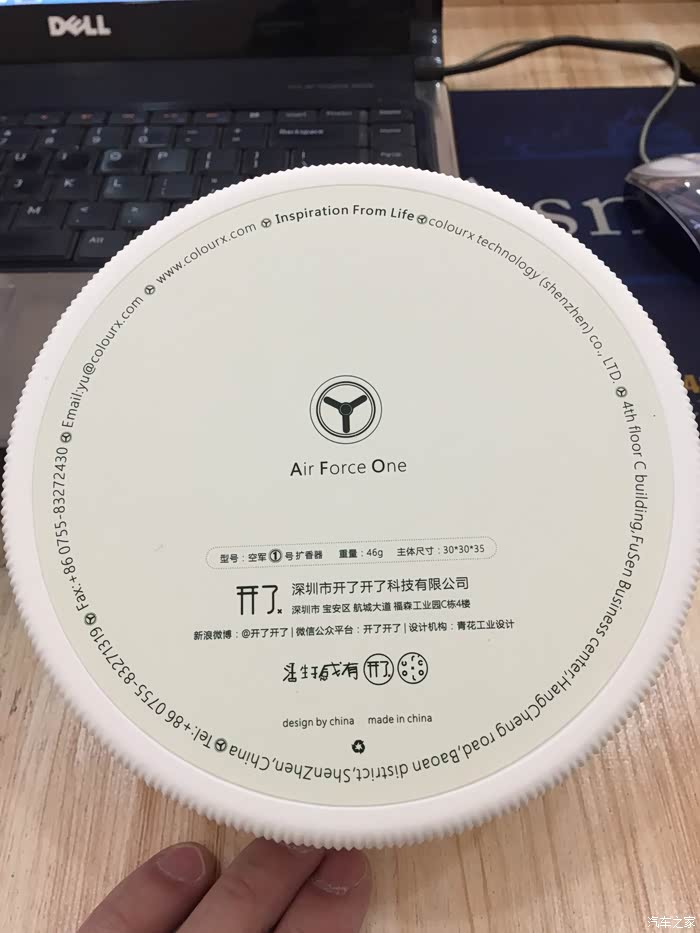 DELL
Inspiration From Life
colourx technology (shenzhen) co., LTD.
4th floor C building,FuSen Business center,HangCheng road,Baoan district,ShenZhen,China
Tel:+86 0755-83271319
Fax:+86 0755-83272430
Email:yu@colourx.com
www.colourx.com
Air Force One
型号：空军①号扩香器 重量：46g 主体尺寸：30*30*35
开了 深圳市开了开了科技有限公司
深圳市 宝安区 航城大道 福森工业园C栋4楼
新浪微博：@开了开了 | 微信公众平台：开了开了 | 设计机构：青花工业设计
开了
design by china made in china
Backspace
O P
J K L
M
Alt
汽车之家